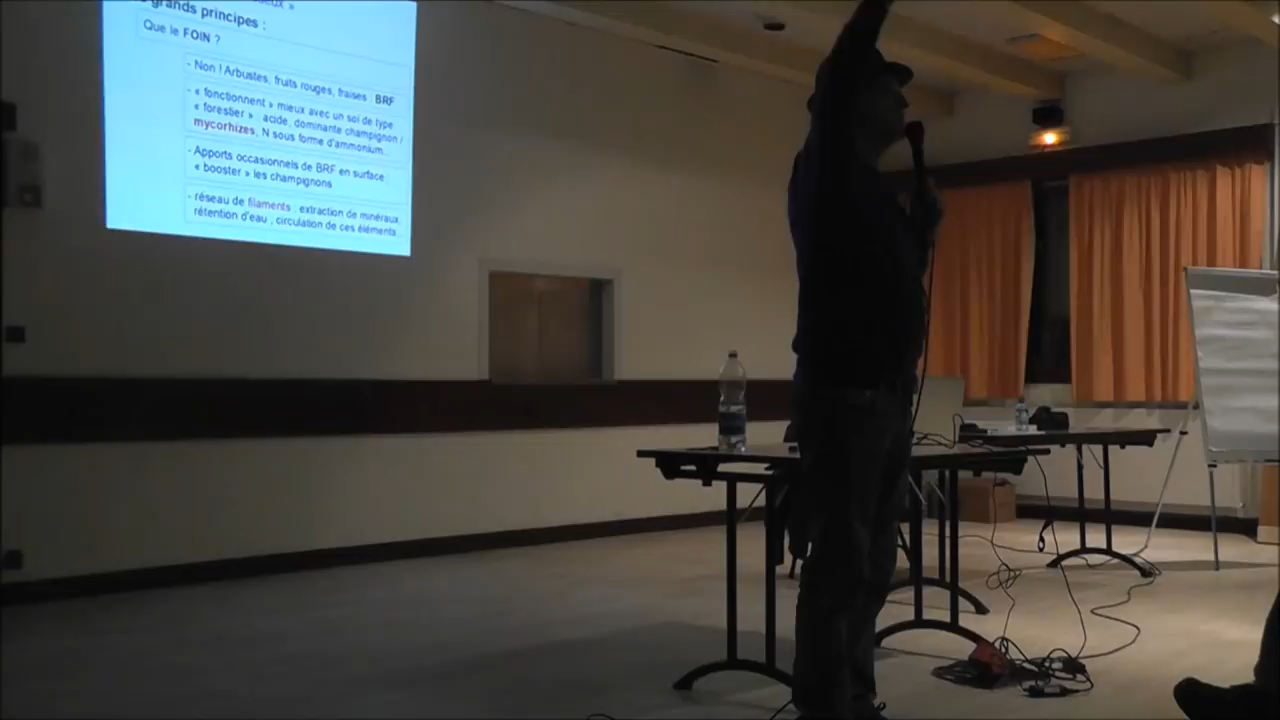 grands principes :
Que le FOIN ?
- Non ! Arbustes, fruits rouges, fraises : BRF
- « fonctionnent » mieux avec un sol de type
« forestier » : acide, dominante champignon /
mycorhizes, N sous forme d'ammonium...
- Apports occasionnels de BRF en surface
« booster » les champignons
- réseau de filaments : extraction de minéraux,
rétention d'eau ; circulation de ces éléments